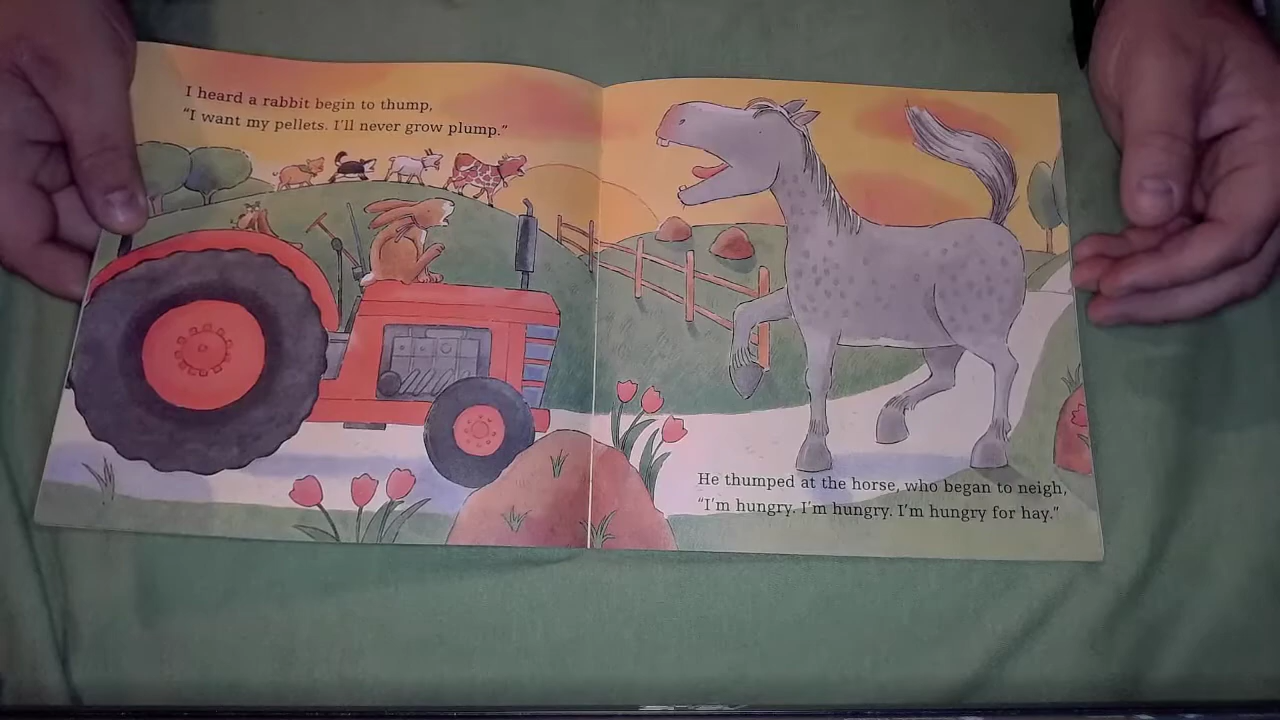 I heard a rabbit begin to thump,
"I want my pellets. I'll never grow plump."
He thumped at the horse, who began to neigh,
"I'm hungry. I'm hungry. I'm hungry for hay."